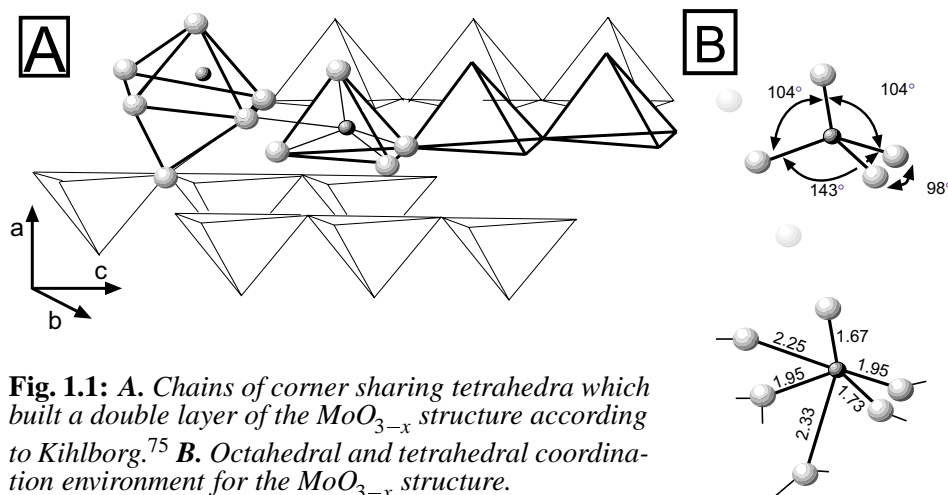 A
B
104°
104°
143°
98°
a
c
b
1.67
2.25
1.95
1.95
1.73
2.33
Fig. 1.1: A. Chains of corner sharing tetrahedra which
built a double layer of the MoO₃₋ₓ structure according
to Kihlborg.⁷⁵ B. Octahedral and tetrahedral coordina-
tion environment for the MoO₃₋ₓ structure.